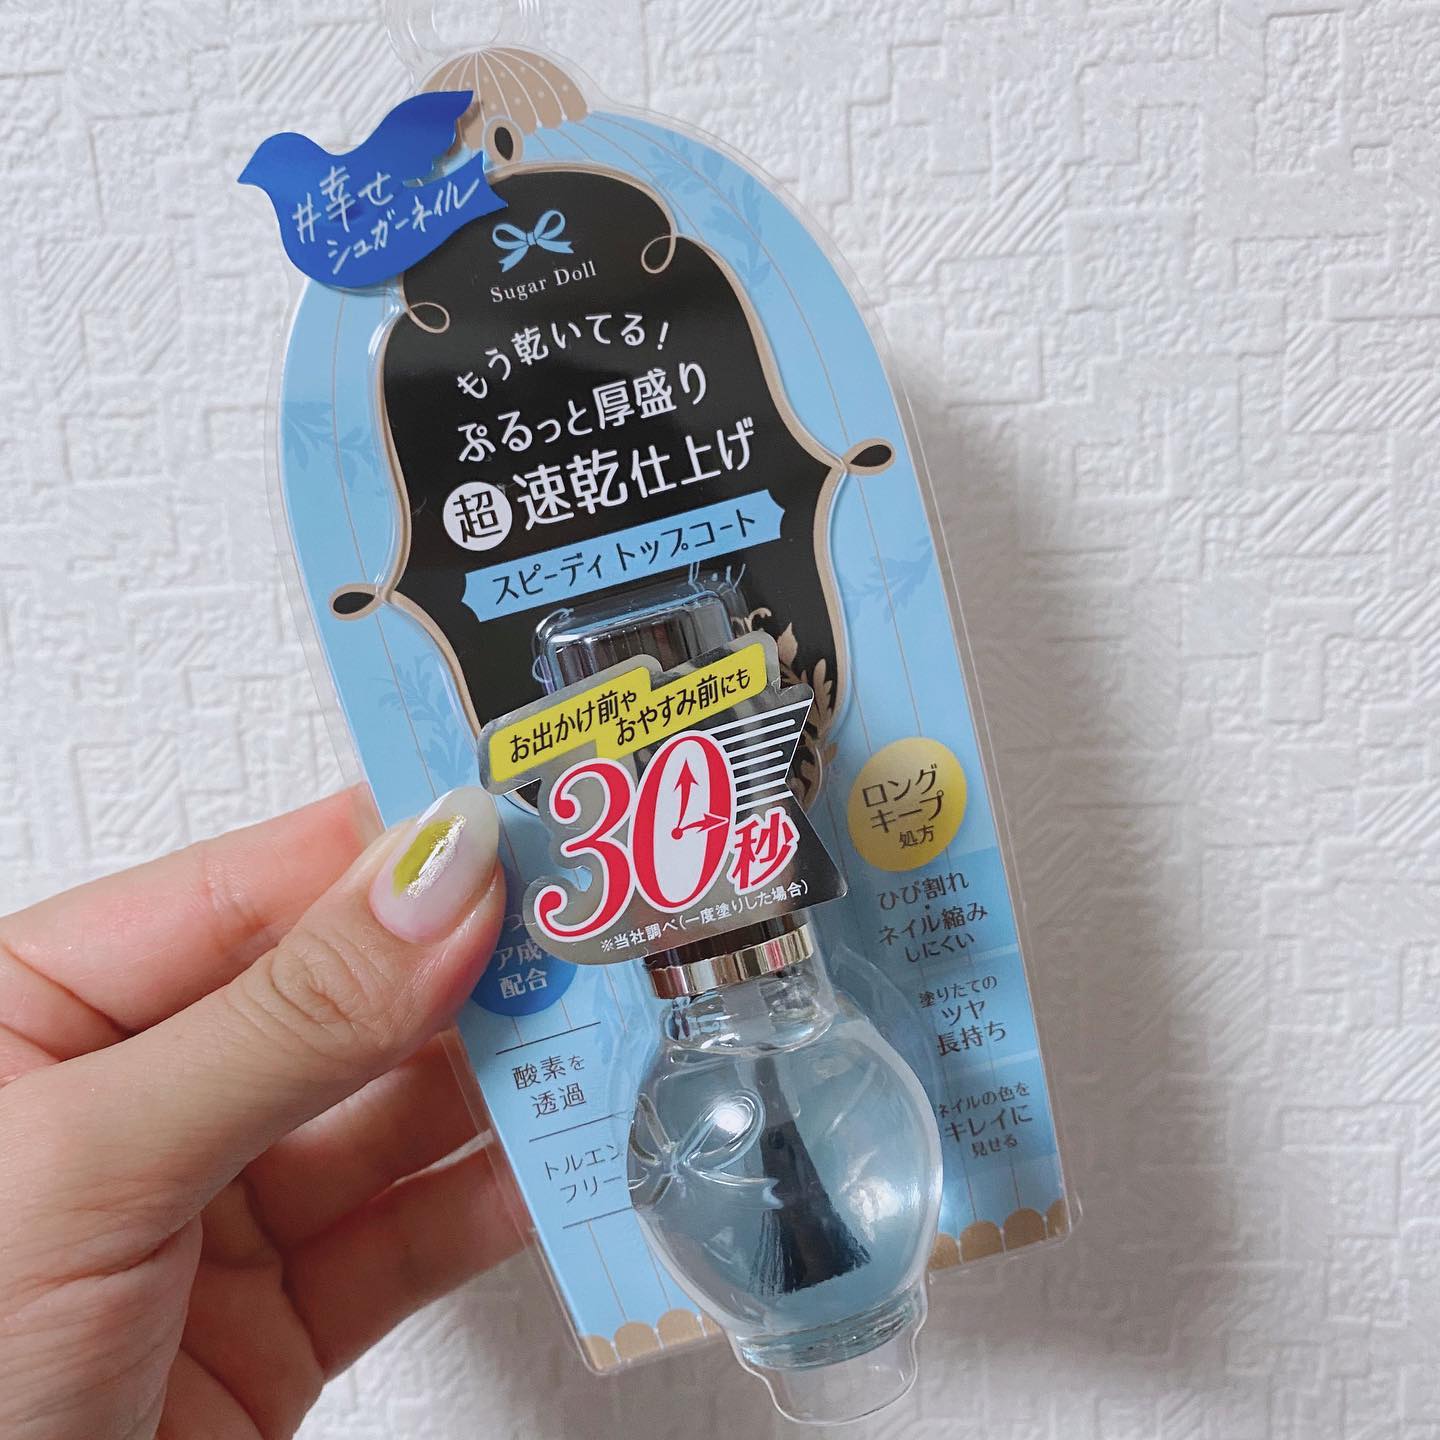 #幸せ
シュガーネイル
Sugar Doll
もう乾いてる!
ぷるっと厚盛り
超速乾仕上げ
スピーディ トップコート
お出かけ前や
おやすみ前にも
30秒
※当社調べ(一度塗りした場合)
ロング
キープ
処方
ひび割れ・
ネイル縮み
しにくい
塗りたての
ツヤ
長持ち
ネイルの色を
キレイに
見せる
配合
酸素を
透過
トルエン
フリー